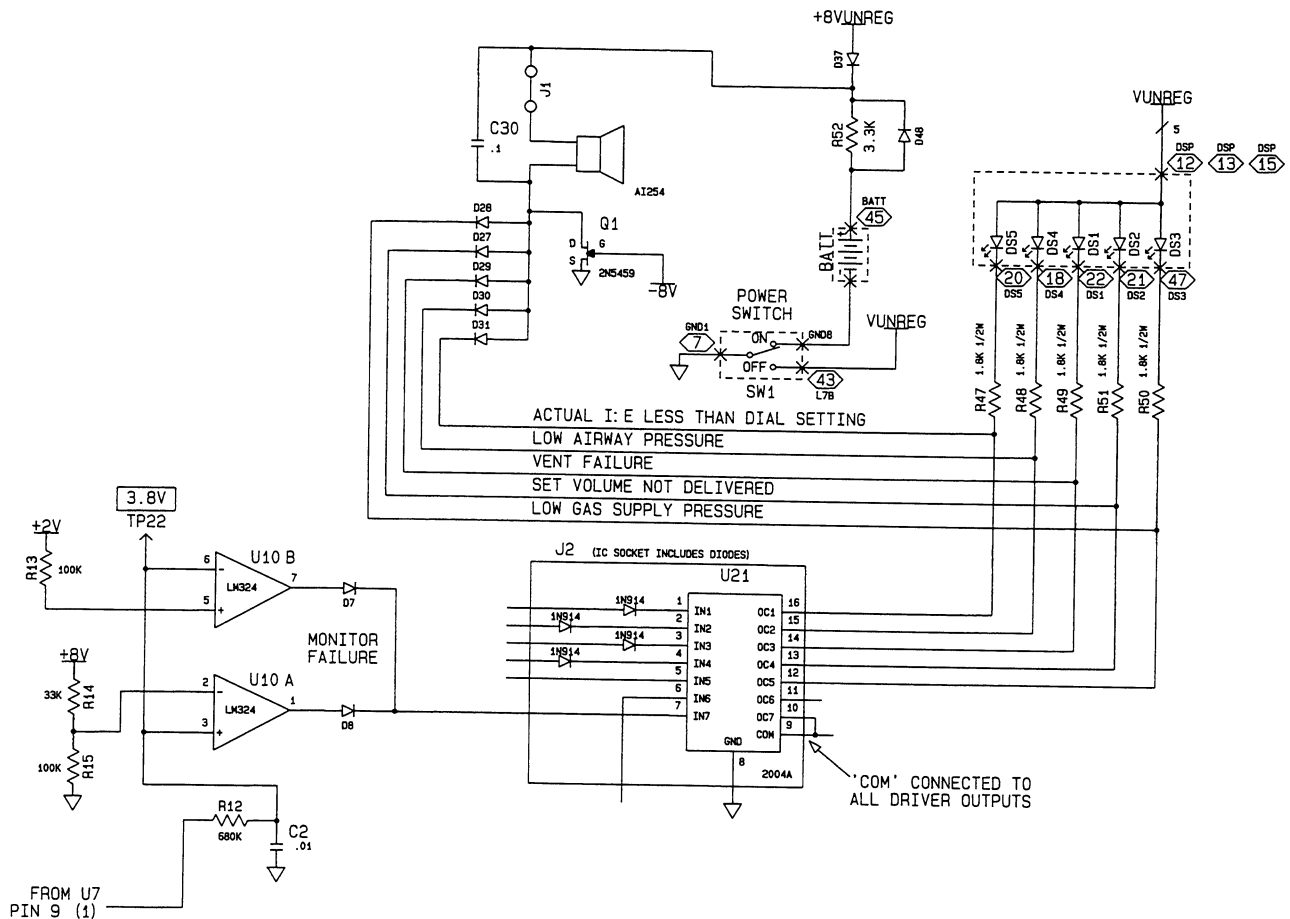 +8VUNREG
D37
J1
C30
.1
R52
3.3K
D48
VUNREG
5
DSP DSP DSP
12 13 15
AI254
D28
D27
D29
D30
D31
Q1
D G
S
2N5459
-8V
BATT
45
BATT
+
DS5 DS4 DS1 DS2 DS3
20 18 22 21 47
DS5 DS4 DS1 DS2 DS3
POWER
SWITCH
VUNREG
GND1
7
ON
GND8
OFF
43
L7B
SW1
R47 1.8K 1/2W
R48 1.8K 1/2W
R49 1.8K 1/2W
R51 1.8K 1/2W
R50 1.8K 1/2W
ACTUAL I:E LESS THAN DIAL SETTING
LOW AIRWAY PRESSURE
VENT FAILURE
SET VOLUME NOT DELIVERED
LOW GAS SUPPLY PRESSURE
3.8V
TP22
+2V
R13
100K
U10 B
6 -
LM324
7
5 +
D7
MONITOR
FAILURE
+8V
33K
R14
100K
R15
U10 A
2 -
LM324
1
3 +
D8
J2 (IC SOCKET INCLUDES DIODES)
U21
1N914
1N914
1N914
1N914
1 IN1 OC1 16
2 IN2 OC2 15
3 IN3 OC3 14
4 IN4 OC4 13
5 IN5 OC5 12
6 IN6 OC6 11
7 IN7 OC7 10
COM 9
GND
8
2004A
'COM' CONNECTED TO
ALL DRIVER OUTPUTS
R12
680K
C2
.01
FROM U7
PIN 9 (1)